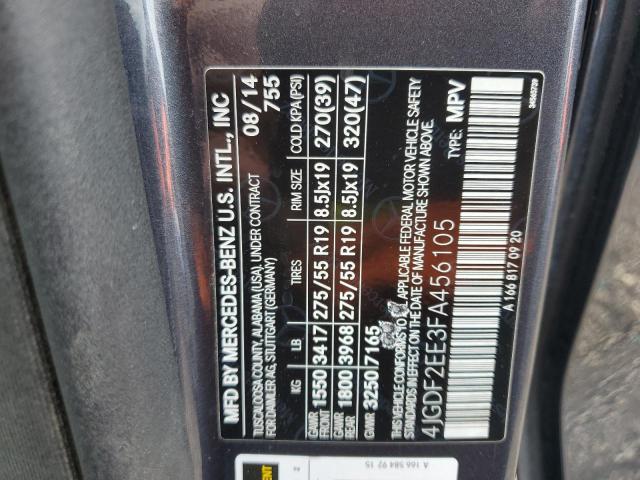 MFD BY MERCEDES-BENZ U.S. INTL., INC
TUSCALOOSA COUNTY, ALABAMA (USA), UNDER CONTRACT 08/14
FOR DAIMLER AG, STUTTGART (GERMANY) 755
KG LB TIRES RIM SIZE COLD KPA(PSI)
GAWR FRONT 1550 3417 275/55 R19 8.5Jx19 270(39)
GAWR REAR 1800 3968 275/55 R19 8.5Jx19 320(47)
GVWR 3250 7165
CONFORMS TO APPLICABLE FEDERAL MOTOR VEHICLE SAFETY
STANDARDS IN EFFECT ON THE DATE OF MANUFACTURE SHOWN ABOVE.
4JGDF2EE3FA456105 TYPE: MPV
A 166 817 09 20
A 166 584 92 15